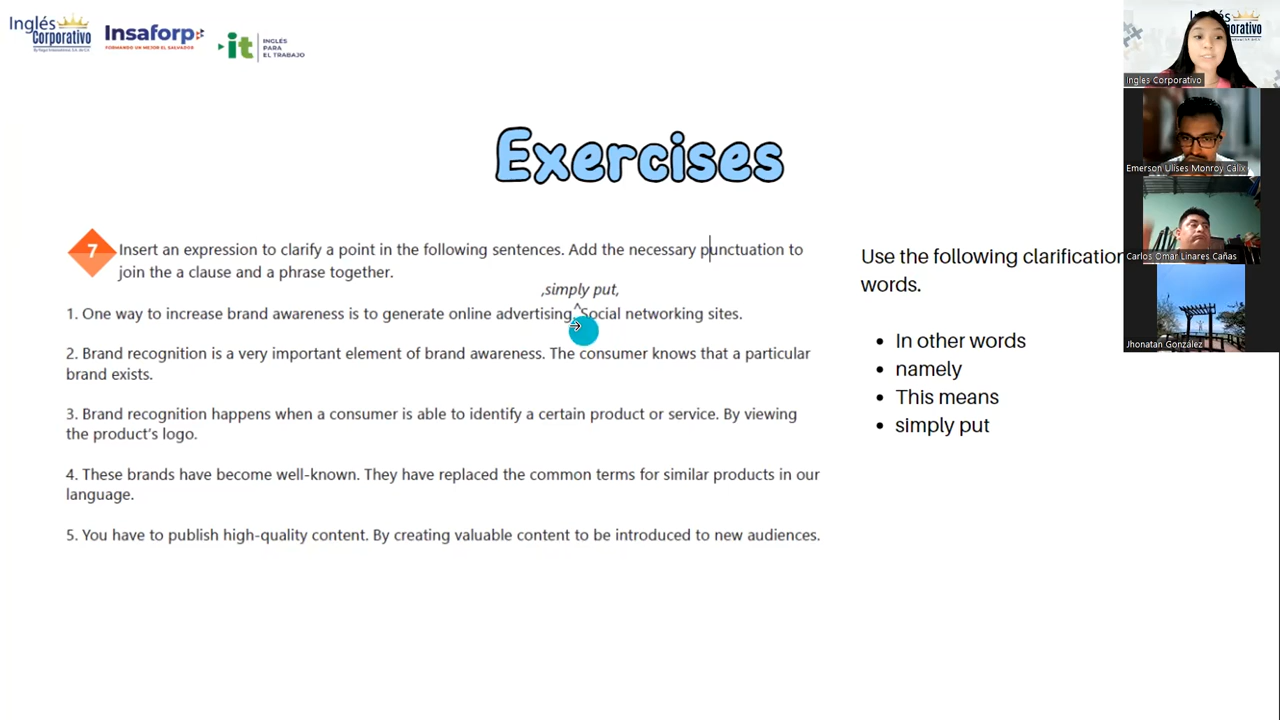 Inglés
Corporativo
Insaforp
FORMANDO UN MEJOR EL SALVADOR
it
INGLÉS
PARA
EL TRABAJO
Exercises
7
Insert an expression to clarify a point in the following sentences. Add the necessary punctuation to
join the a clause and a phrase together.
,simply put,
^
1. One way to increase brand awareness is to generate online advertising. Social networking sites.
2. Brand recognition is a very important element of brand awareness. The consumer knows that a particular
brand exists.
3. Brand recognition happens when a consumer is able to identify a certain product or service. By viewing
the product's logo.
4. These brands have become well-known. They have replaced the common terms for similar products in our
language.
5. You have to publish high-quality content. By creating valuable content to be introduced to new audiences.
Use the following clarification
words.
• In other words
• namely
• This means
• simply put
Ingles Corporativo
Emerson Ulises Monroy Calix
Carlos Omar Linares Cañas
Jhonatan González